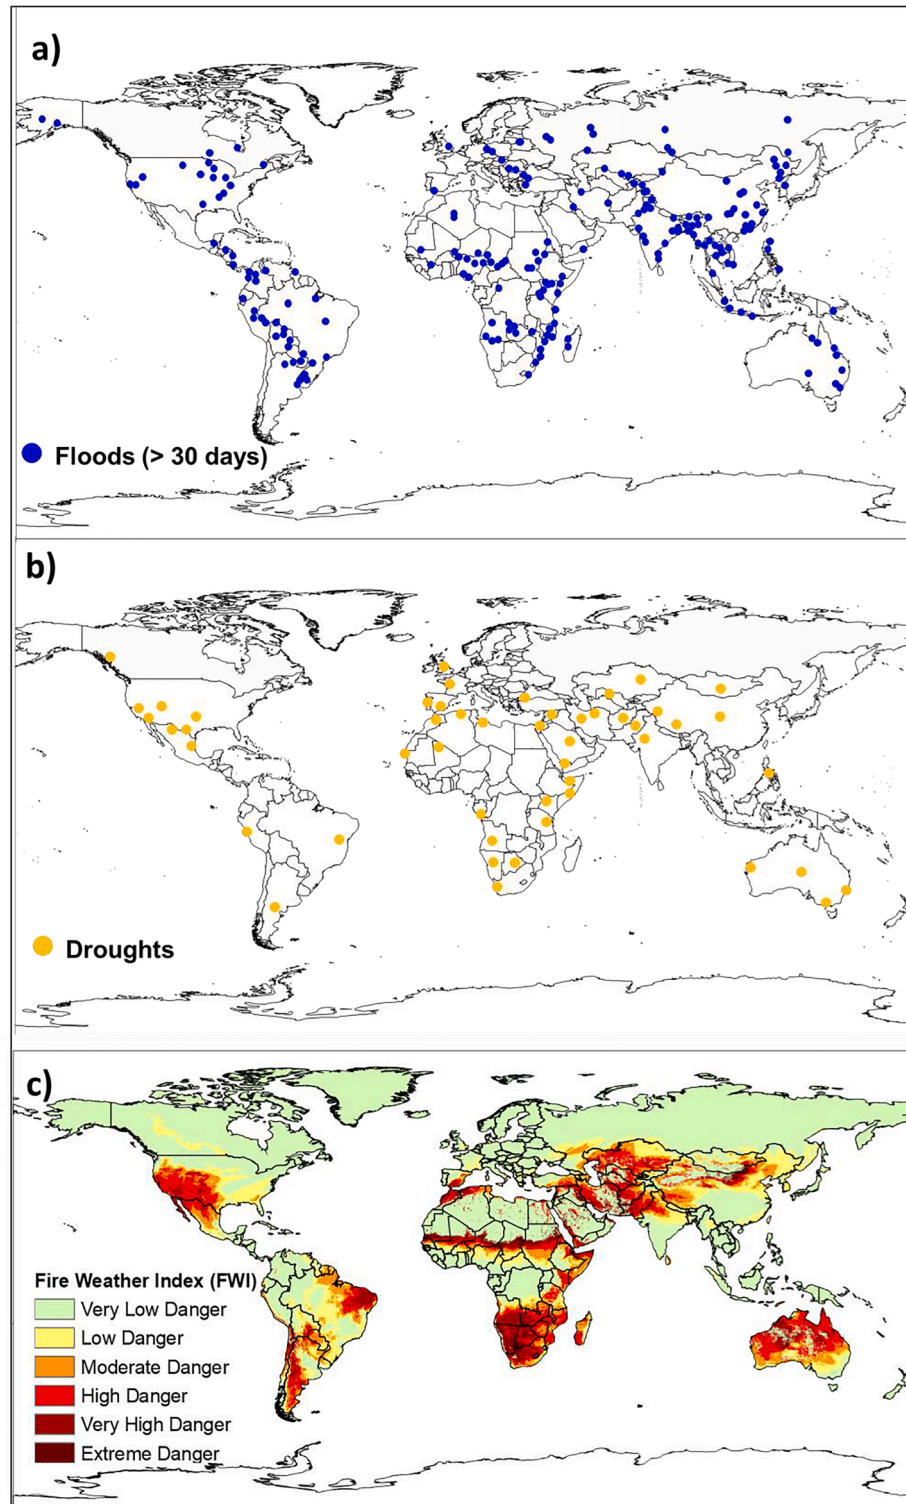 a)
Floods (> 30 days)
b)
Droughts
c)
Fire Weather Index (FWI)
Very Low Danger
Low Danger
Moderate Danger
High Danger
Very High Danger
Extreme Danger